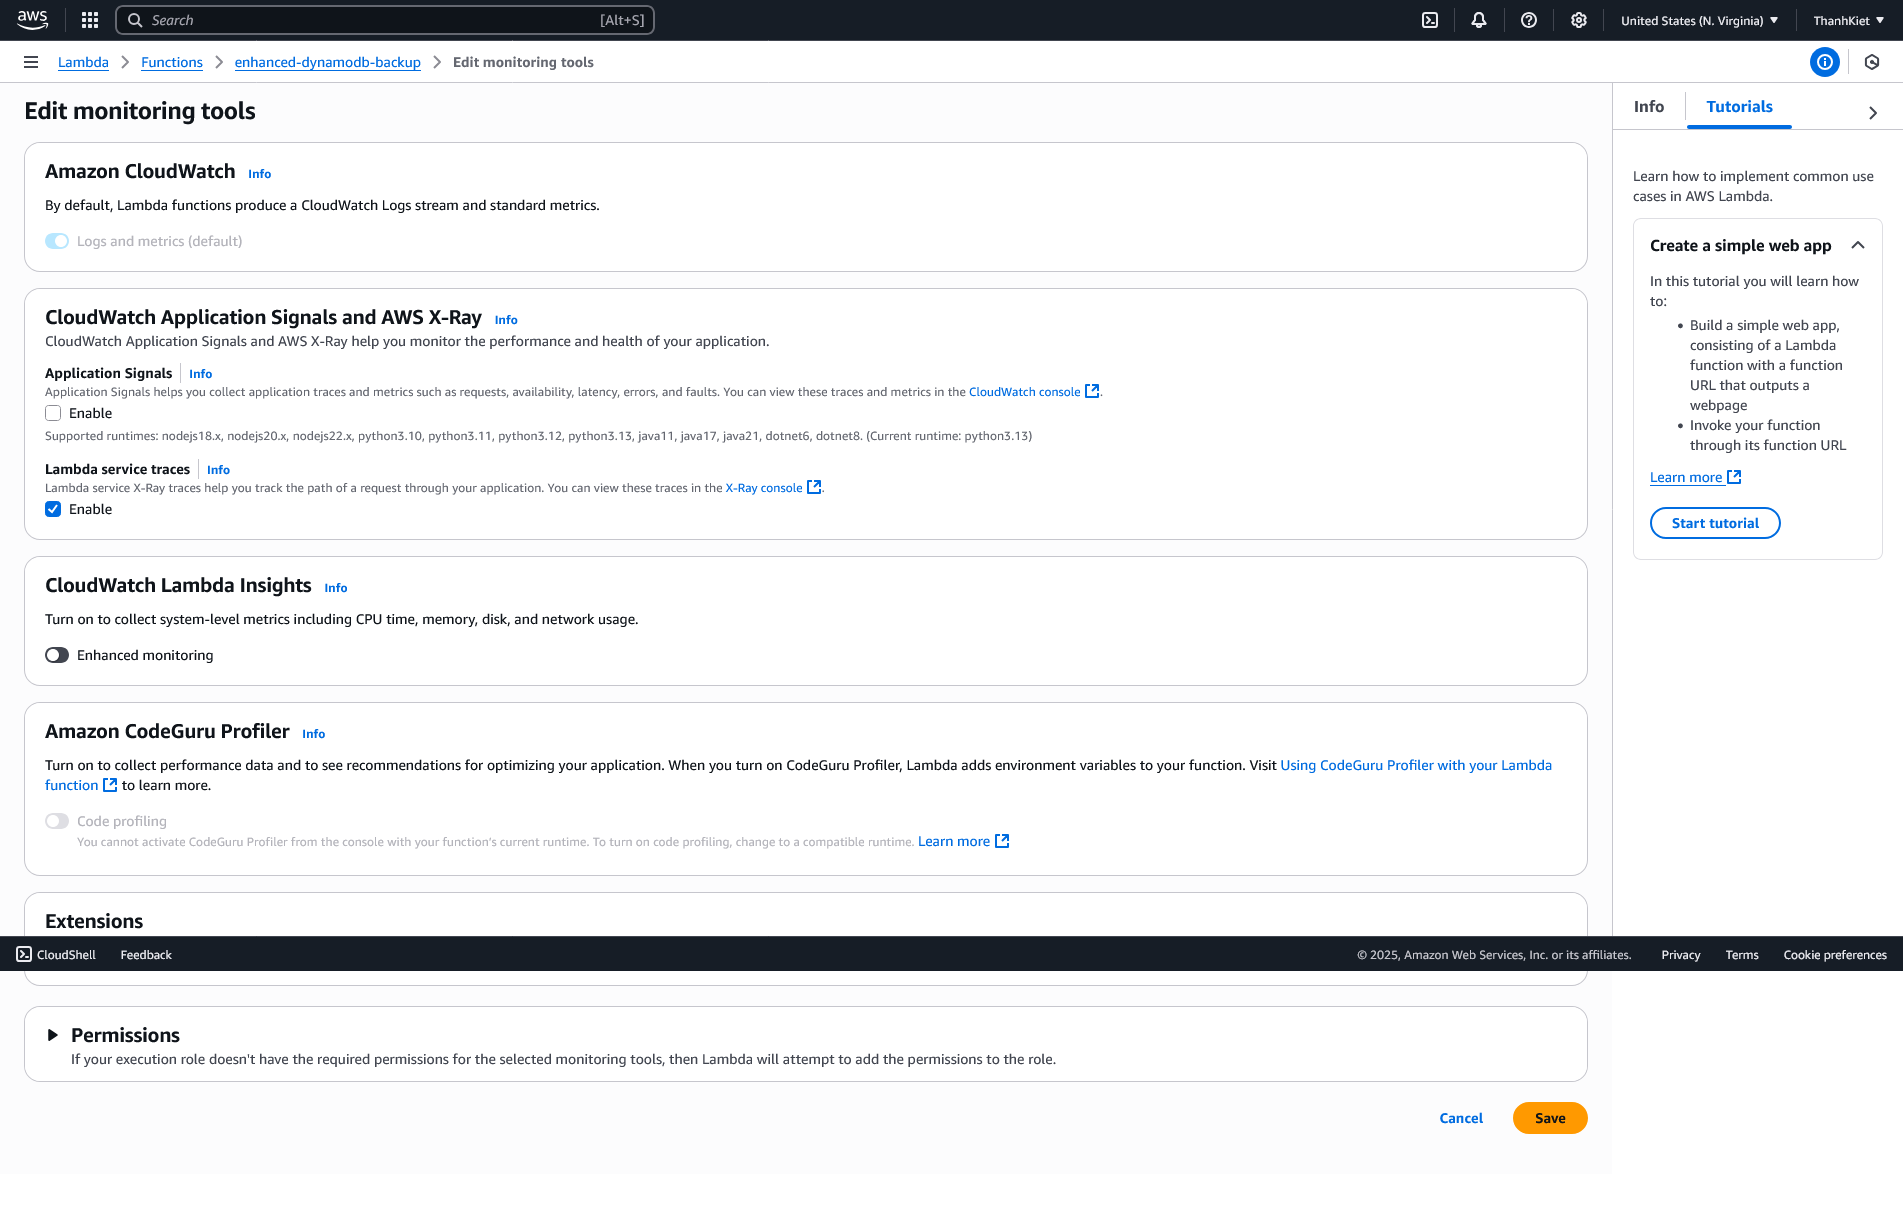 aws
Search [Alt+S]
United States (N. Virginia)
ThanhKiet
Lambda
Functions
enhanced-dynamodb-backup
Edit monitoring tools
Edit monitoring tools
Amazon CloudWatch Info
By default, Lambda functions produce a CloudWatch Logs stream and standard metrics.
Logs and metrics (default)
CloudWatch Application Signals and AWS X-Ray Info
CloudWatch Application Signals and AWS X-Ray help you monitor the performance and health of your application.
Application Signals Info
Application Signals helps you collect application traces and metrics such as requests, availability, latency, errors, and faults. You can view these traces and metrics in the CloudWatch console.
Enable
Supported runtimes: nodejs18.x, nodejs20.x, nodejs22.x, python3.10, python3.11, python3.12, python3.13, java11, java17, java21, dotnet6, dotnet8. (Current runtime: python3.13)
Lambda service traces Info
Lambda service X-Ray traces help you track the path of a request through your application. You can view these traces in the X-Ray console.
Enable
CloudWatch Lambda Insights Info
Turn on to collect system-level metrics including CPU time, memory, disk, and network usage.
Enhanced monitoring
Amazon CodeGuru Profiler Info
Turn on to collect performance data and to see recommendations for optimizing your application. When you turn on CodeGuru Profiler, Lambda adds environment variables to your function. Visit Using CodeGuru Profiler with your Lambda
function to learn more.
Code profiling
You cannot activate CodeGuru Profiler from the console with your function's current runtime. To turn on code profiling, change to a compatible runtime. Learn more
Extensions
CloudShell
Feedback
© 2025, Amazon Web Services, Inc. or its affiliates.
Privacy
Terms
Cookie preferences
Permissions
If your execution role doesn't have the required permissions for the selected monitoring tools, then Lambda will attempt to add the permissions to the role.
Cancel
Save
Info
Tutorials
Learn how to implement common use
cases in AWS Lambda.
Create a simple web app
In this tutorial you will learn how
to:
• Build a simple web app,
consisting of a Lambda
function with a function
URL that outputs a
webpage
• Invoke your function
through its function URL
Learn more
Start tutorial